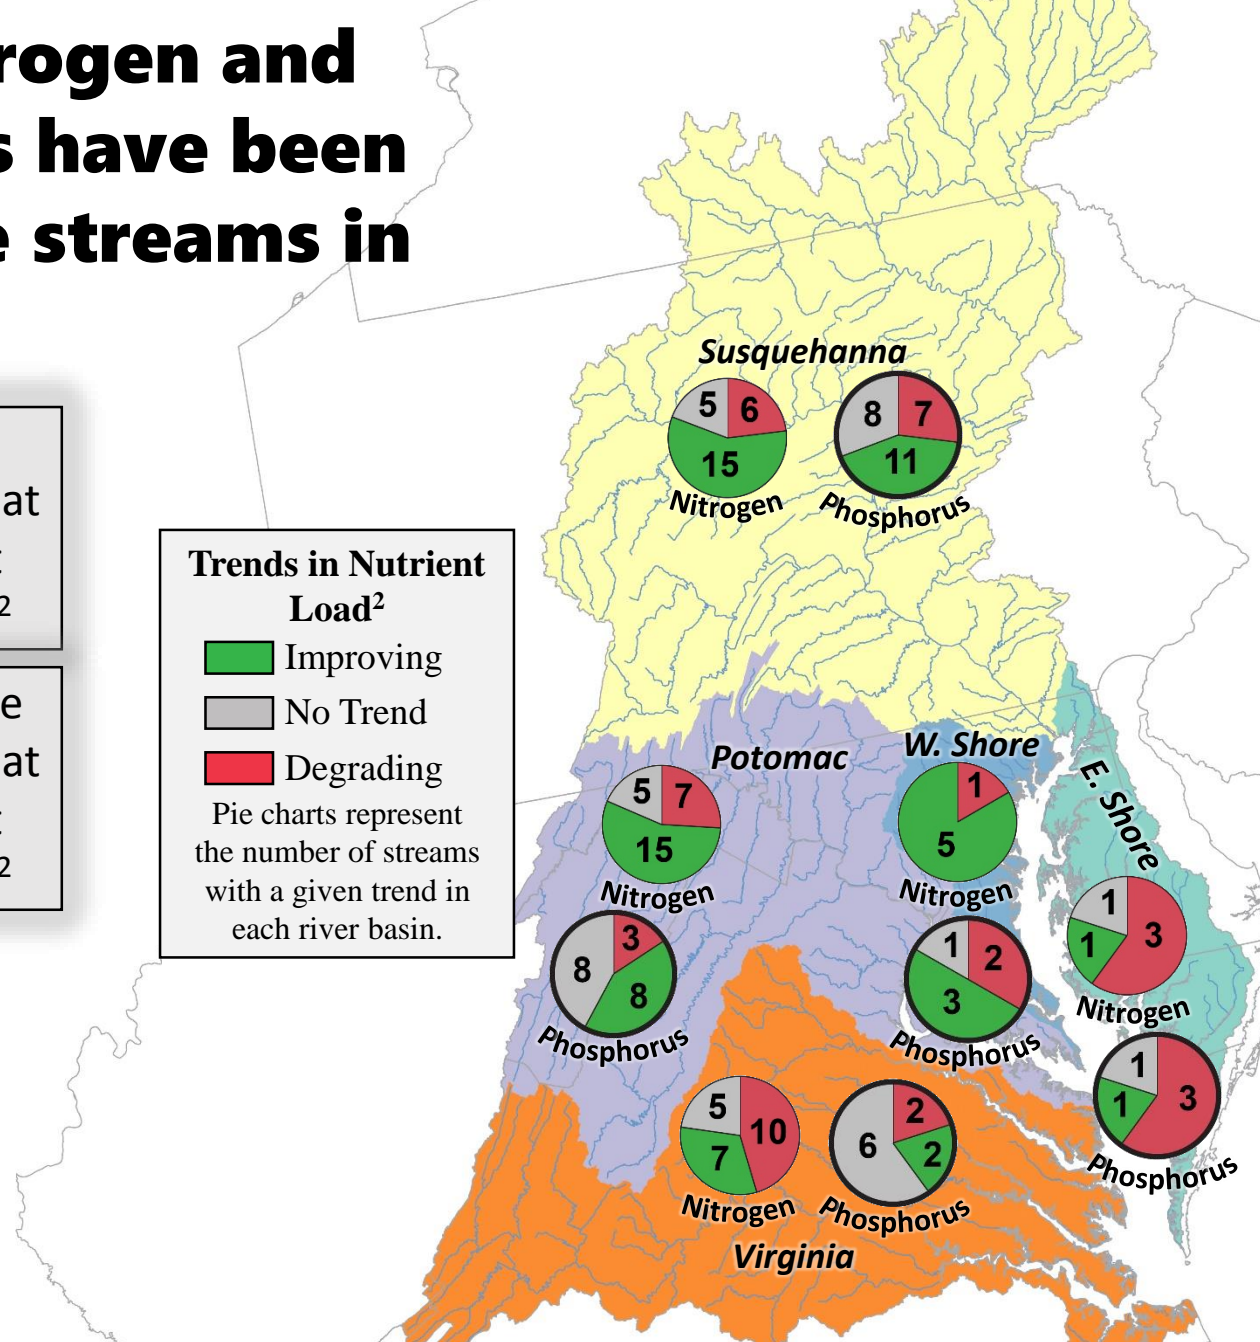 rogen and
s have been
e streams in
at
2
e
at
2
Trends in Nutrient
Load²
Improving
No Trend
Degrading
Pie charts represent
the number of streams
with a given trend in
each river basin.
Susquehanna
5 6
15
Nitrogen
8 7
11
Phosphorus
Potomac
5 7
15
Nitrogen
3
8
8
Phosphorus
W. Shore
1
5
Nitrogen
1 2
3
Phosphorus
E. Shore
1
1 3
Nitrogen
1
1 3
Phosphorus
5
10
7
Nitrogen
2
6
2
Phosphorus
Virginia